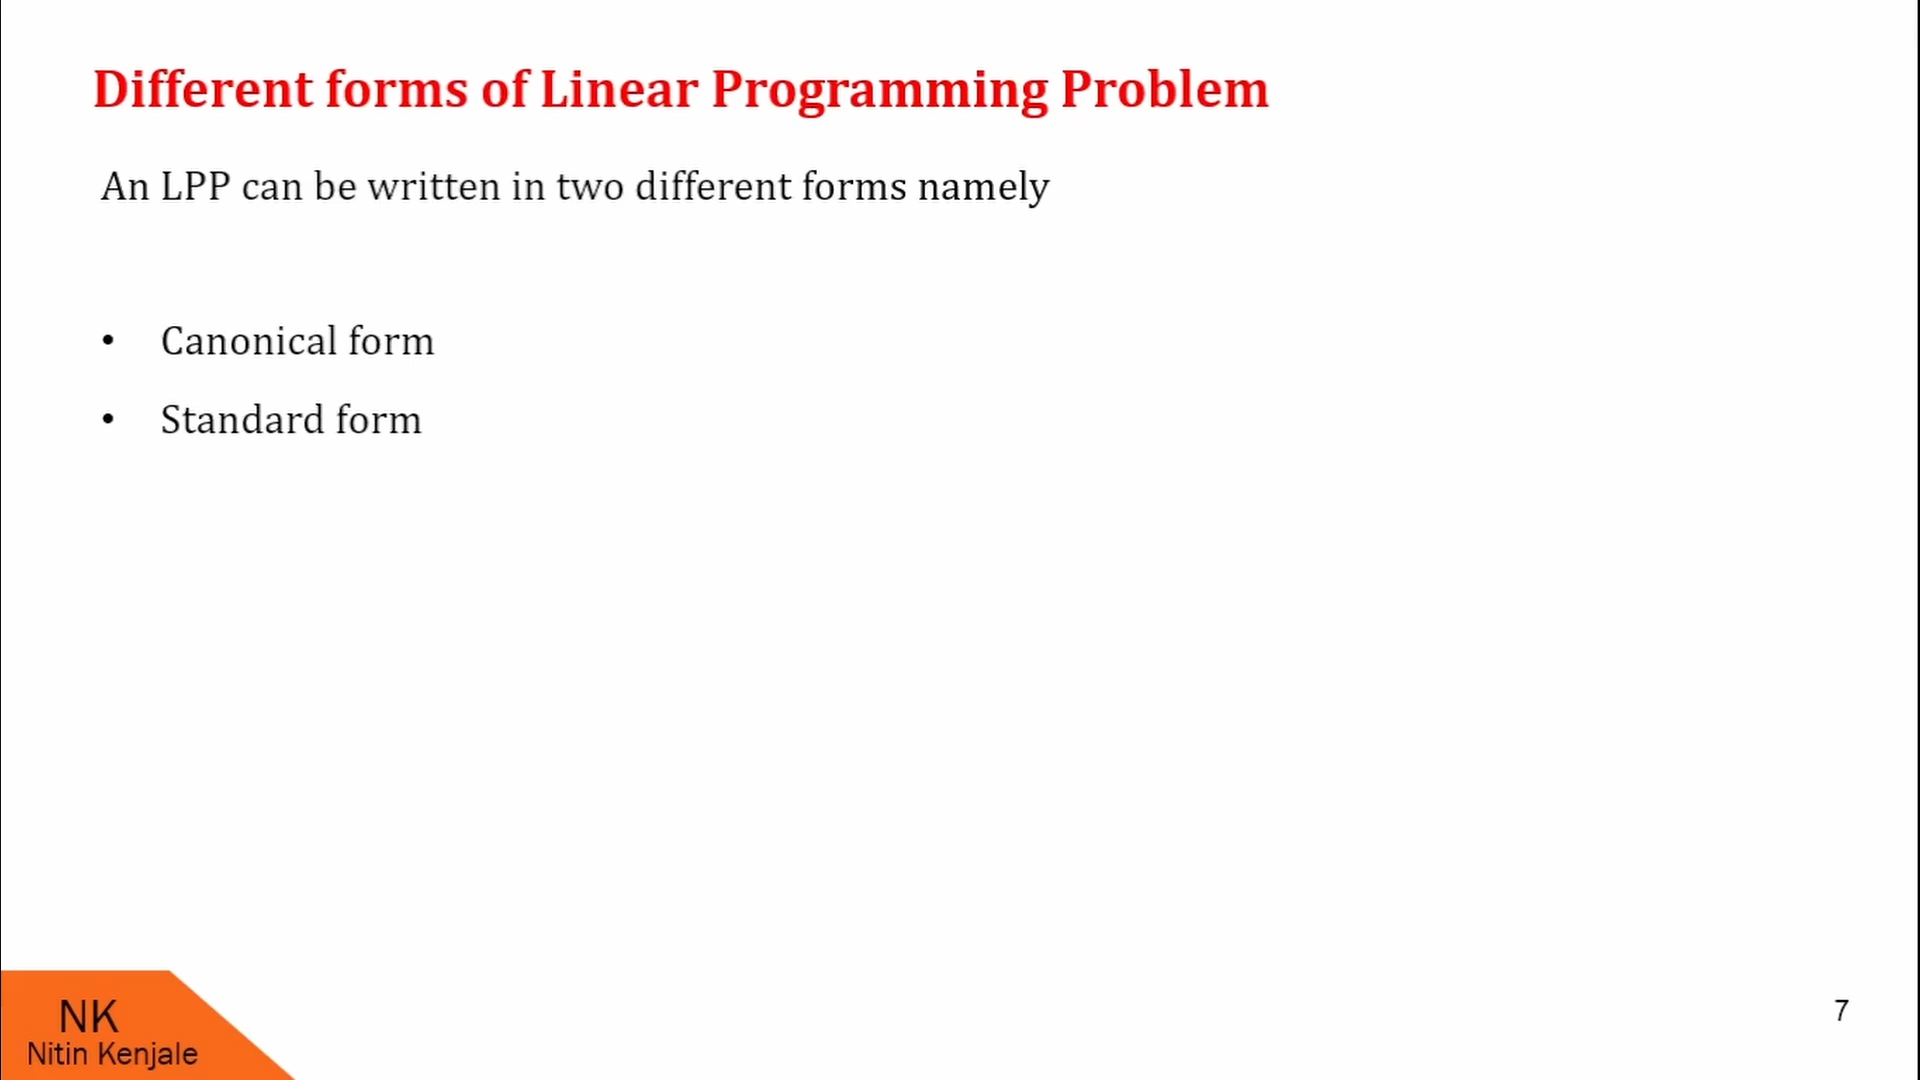 Different forms of Linear Programming Problem
An LPP can be written in two different forms namely
• Canonical form
• Standard form
NK
Nitin Kenjale
7